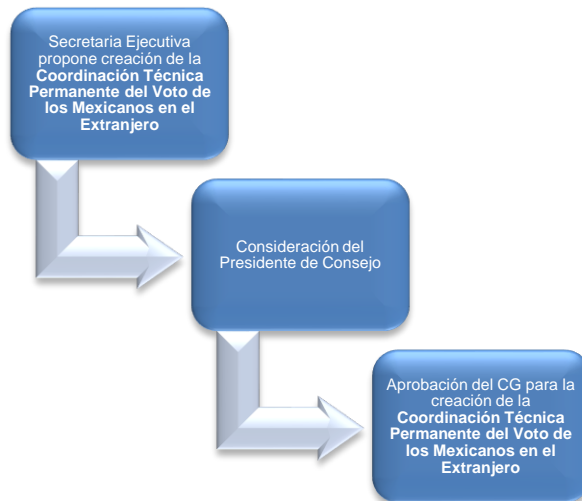 Secretaria Ejecutiva
propone creación de la
Coordinación Técnica
Permanente del Voto de
los Mexicanos en el
Extranjero
Consideración del
Presidente de Consejo
Aprobación del CG para la
creación de la
Coordinación Técnica
Permanente del Voto de
los Mexicanos en el
Extranjero